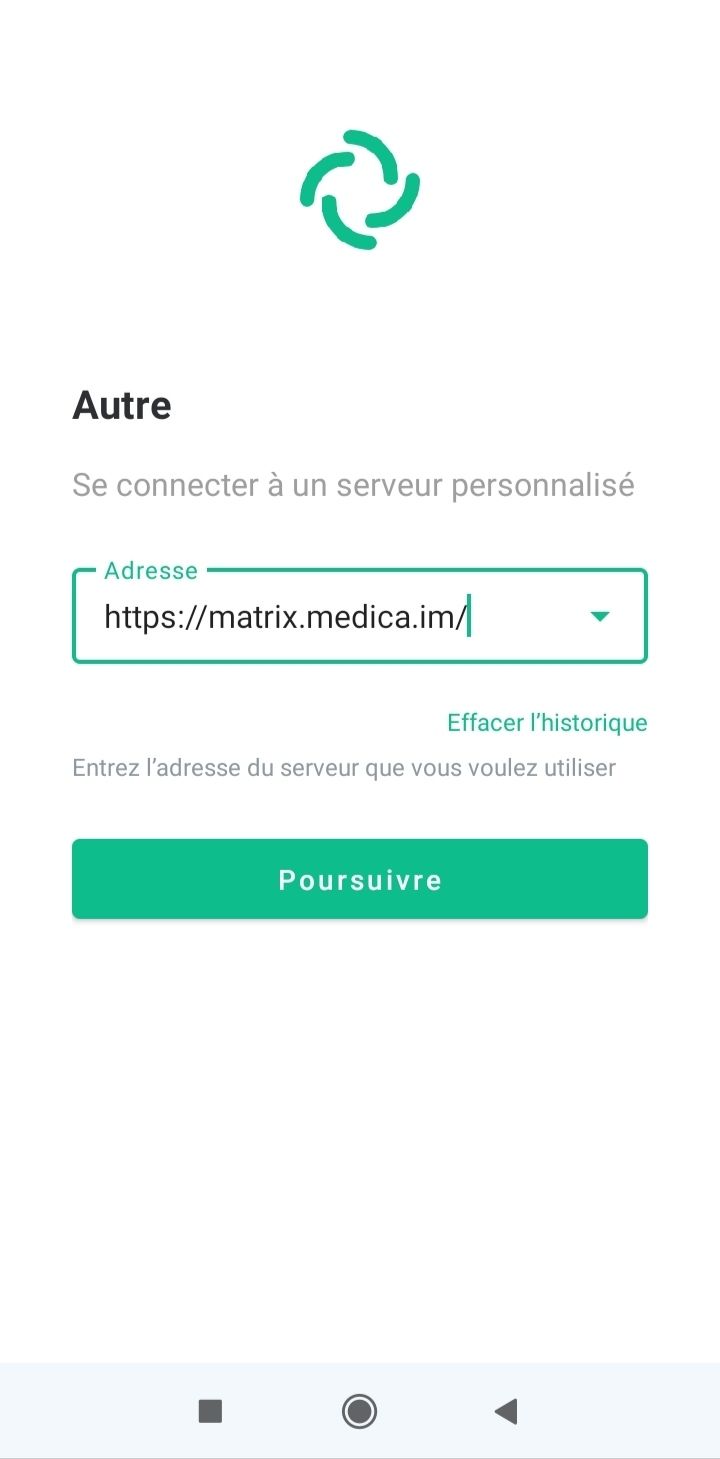 Autre
Se connecter à un serveur personnalisé
Adresse
https://matrix.medica.im/
Effacer l’historique
Entrez l’adresse du serveur que vous voulez utiliser
Poursuivre